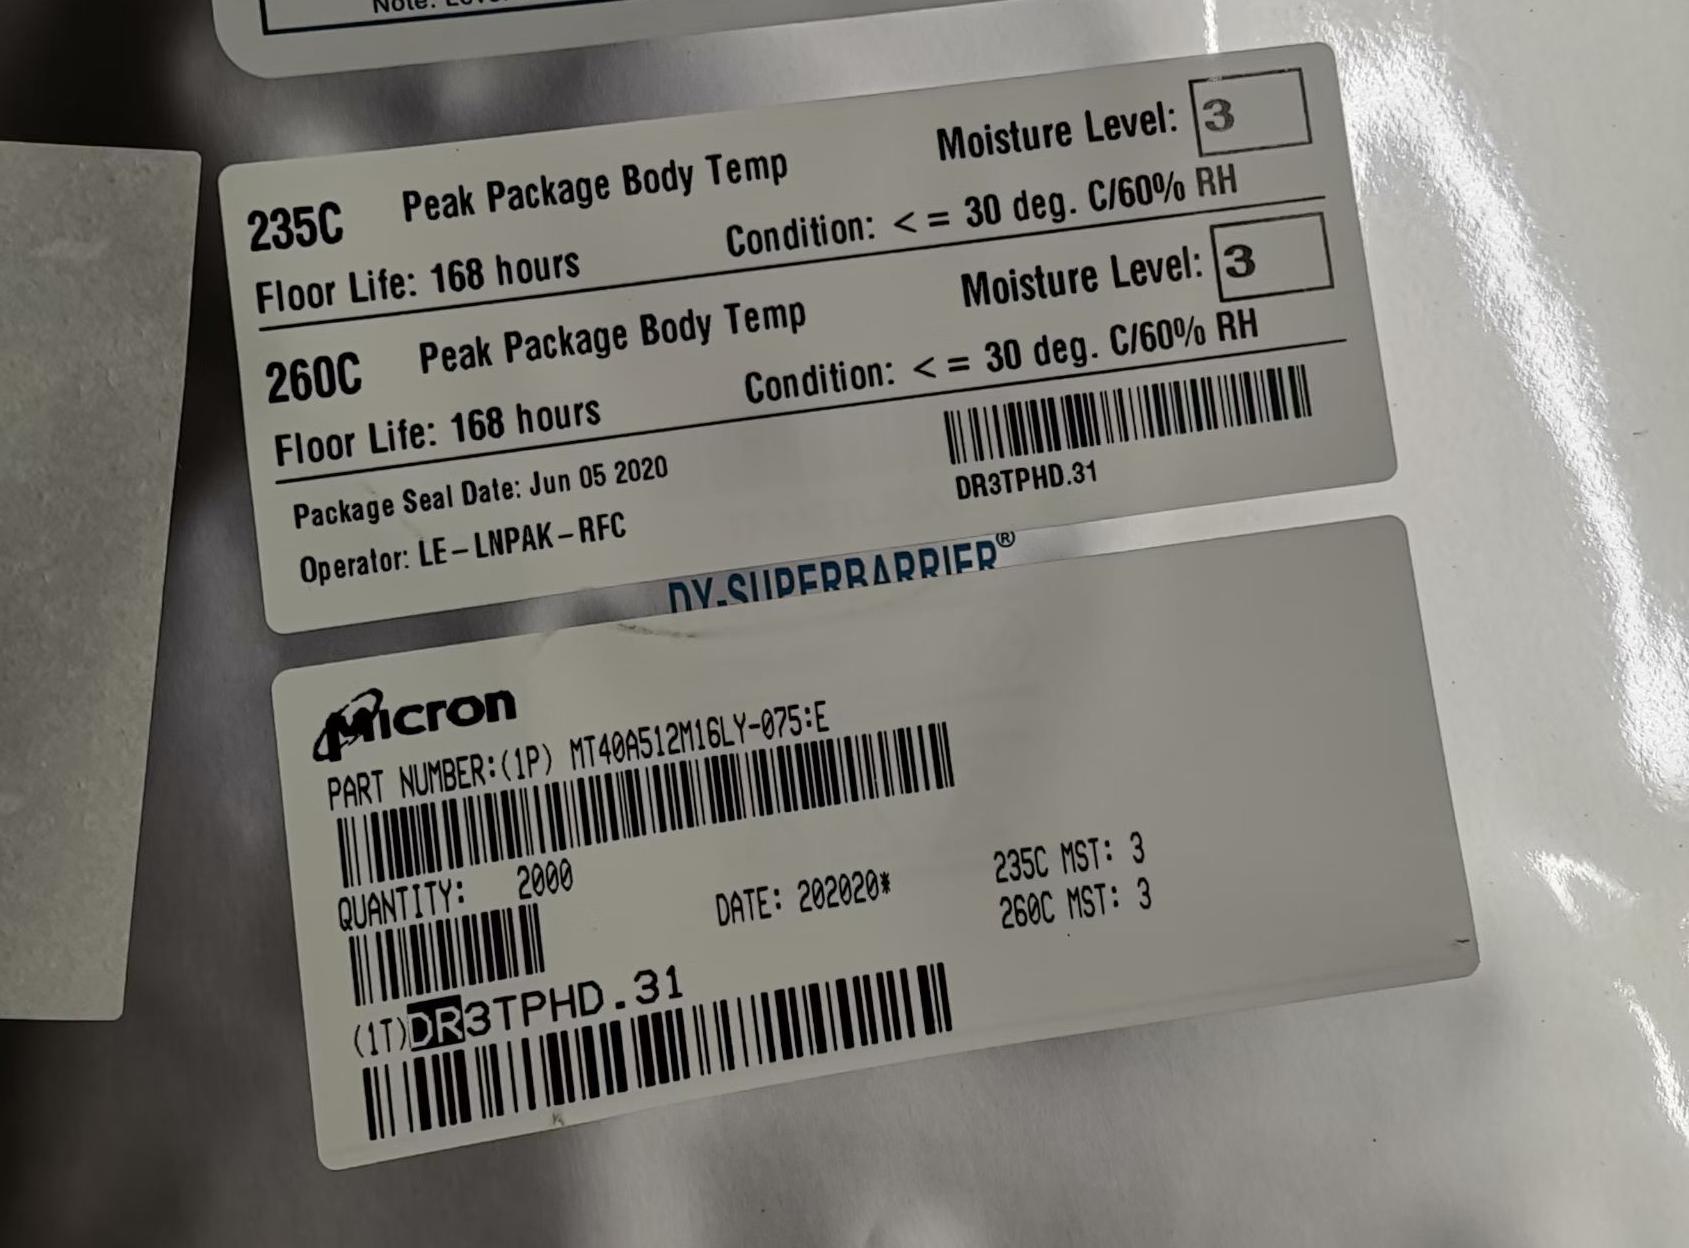 Note:
235C Peak Package Body Temp Moisture Level: 3
Floor Life: 168 hours Condition: < = 30 deg. C/60% RH
260C Peak Package Body Temp Moisture Level: 3
Floor Life: 168 hours Condition: < = 30 deg. C/60% RH
Package Seal Date: Jun 05 2020
DR3TPHD.31
Operator: LE-LNPAK-RFC
DY-SUPERBARRIER®
Micron
PART NUMBER:(1P) MT40A512M16LY-075:E
QUANTITY: 2000
DATE: 202020*
235C MST: 3
260C MST: 3
(1T)DR3TPHD.31